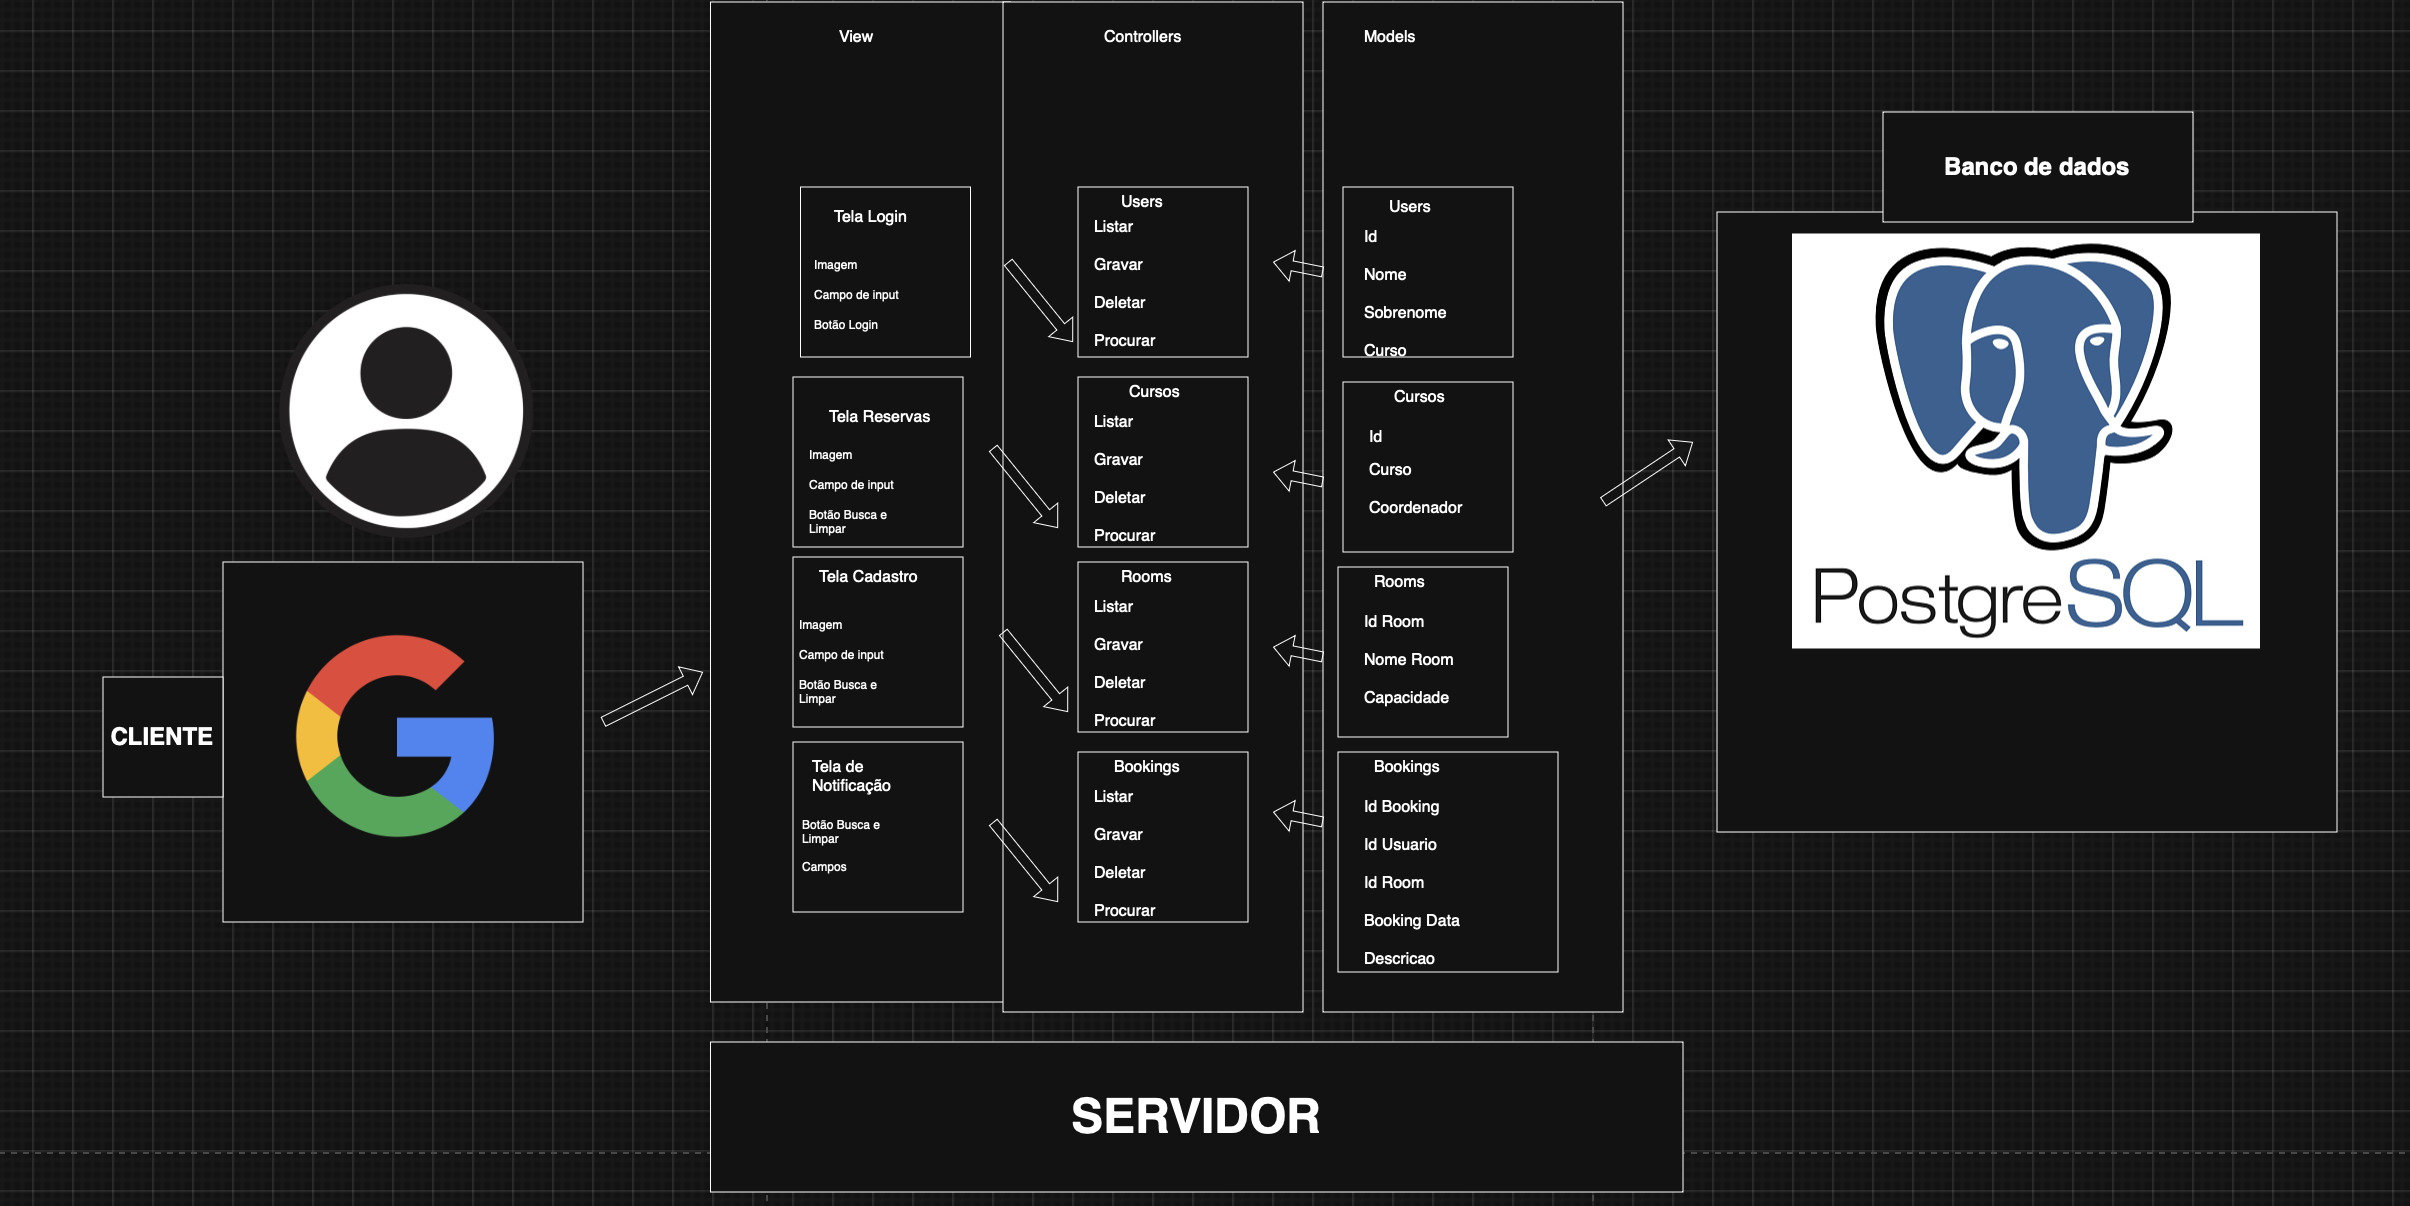 CLIENTE
View
Tela Login
Imagem
Campo de input
Botão Login
Tela Reservas
Imagem
Campo de input
Botão Busca e
Limpar
Tela Cadastro
Imagem
Campo de input
Botão Busca e
Limpar
Tela de
Notificação
Botão Busca e
Limpar
Campos
Controllers
Users
Listar
Gravar
Deletar
Procurar
Cursos
Listar
Gravar
Deletar
Procurar
Rooms
Listar
Gravar
Deletar
Procurar
Bookings
Listar
Gravar
Deletar
Procurar
Models
Users
Id
Nome
Sobrenome
Curso
Cursos
Id
Curso
Coordenador
Rooms
Id Room
Nome Room
Capacidade
Bookings
Id Booking
Id Usuario
Id Room
Booking Data
Descricao
Banco de dados
PostgreSQL
SERVIDOR